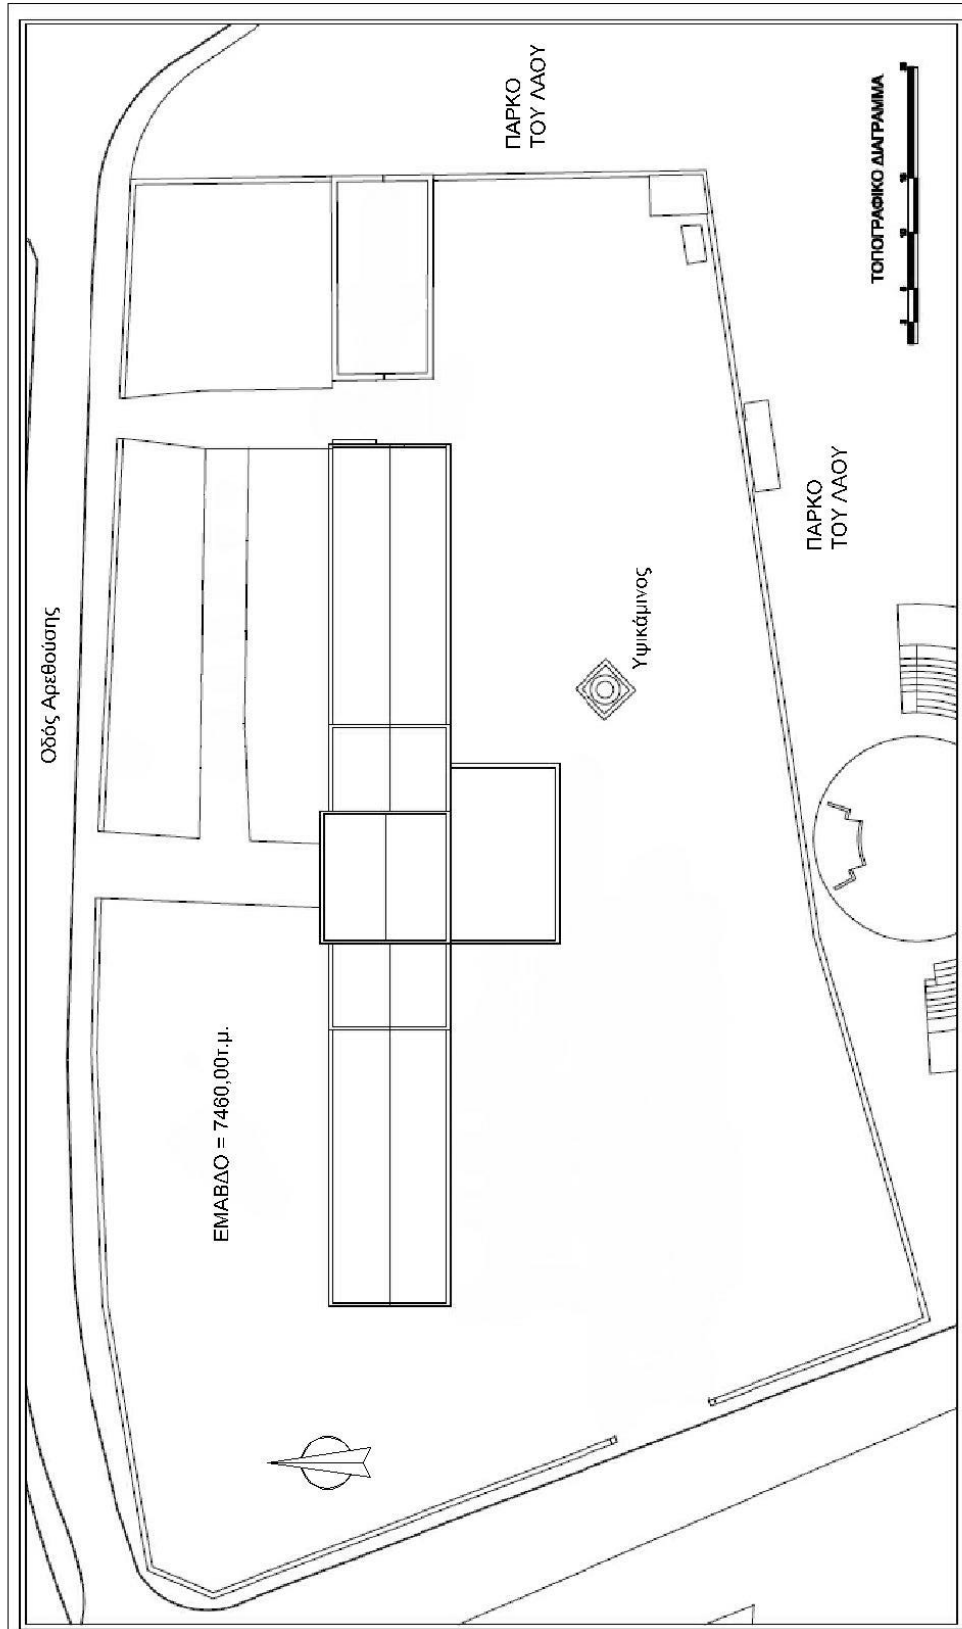 Οδός Αρεθούσης
ΕΜΑΒΔΟ = 7460,00τ.μ.
ΠΑΡΚΟ
ΤΟΥ ΛΑΟΥ
Υψικάμινος
ΠΑΡΚΟ
ΤΟΥ ΛΑΟΥ
ΤΟΠΟΓΡΑΦΙΚΟ ΔΙΑΓΡΑΜΜΑ